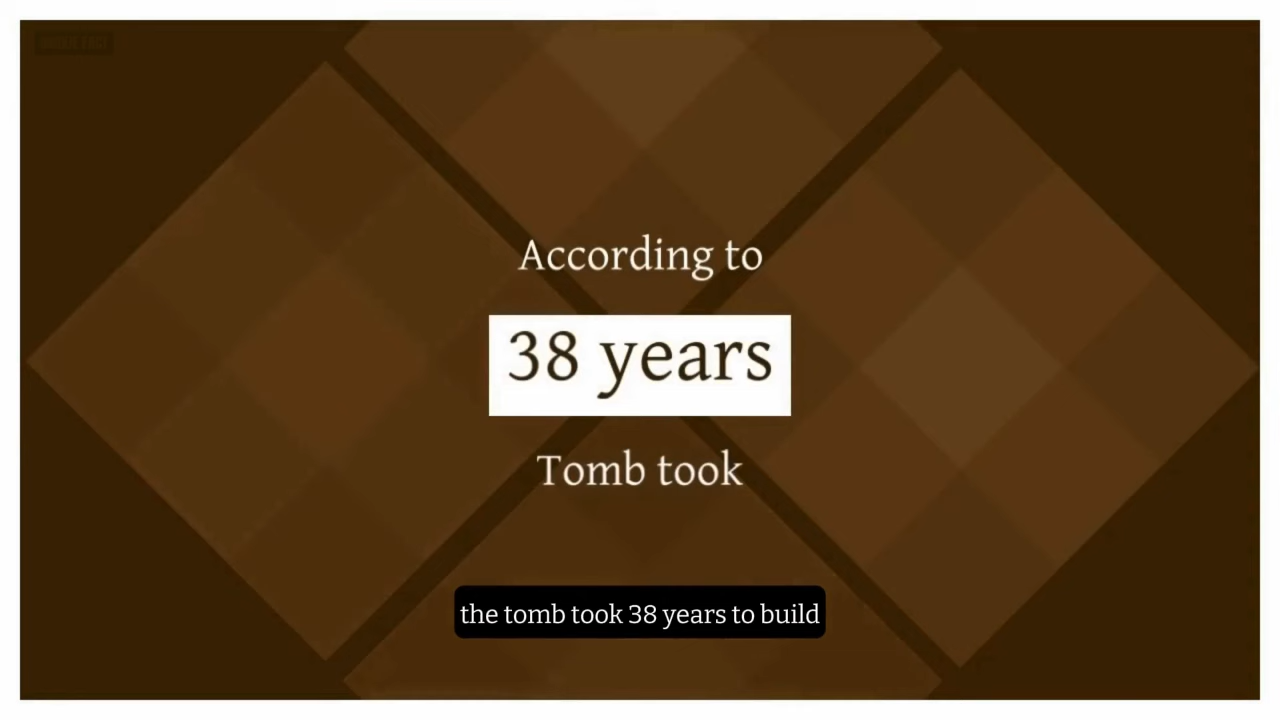 According to
38 years
Tomb took
the tomb took 38 years to build